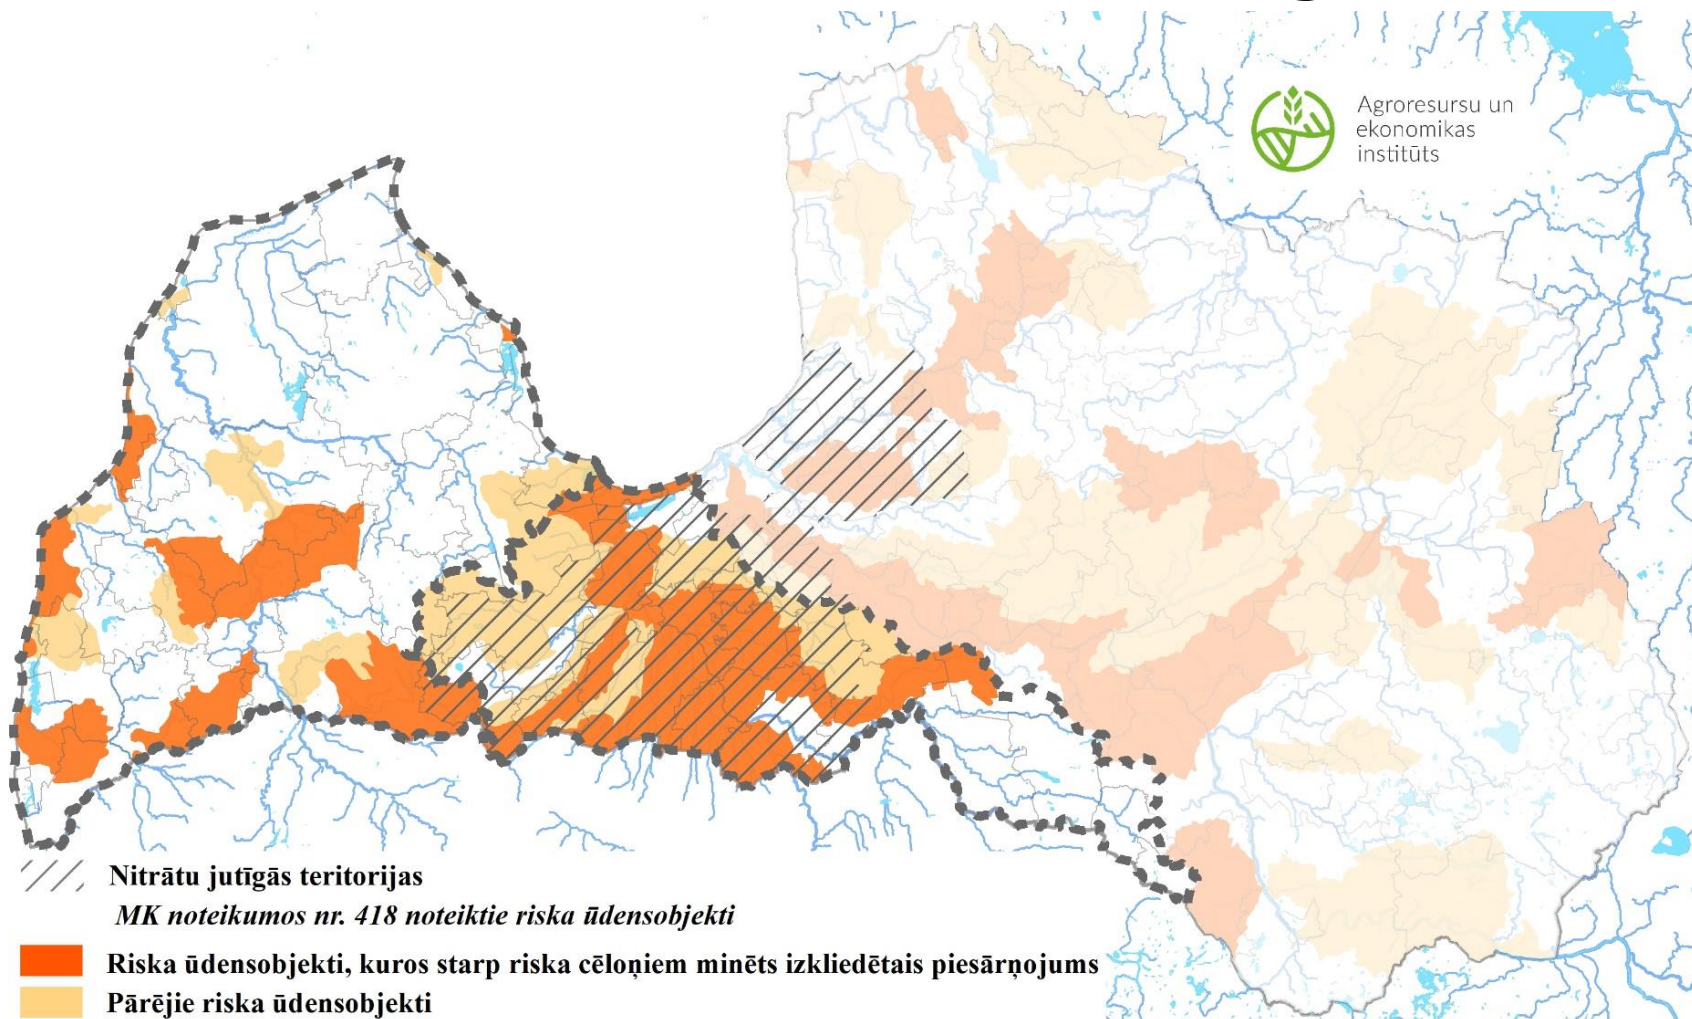 Agroresursu un
ekonomikas
institūts
Nitrātu jutīgās teritorijas
MK noteikumos nr. 418 noteiktie riska ūdensobjekti
Riska ūdensobjekti, kuros starp riska cēloņiem minēts izkliedētais piesārņojums
Pārējie riska ūdensobjekti